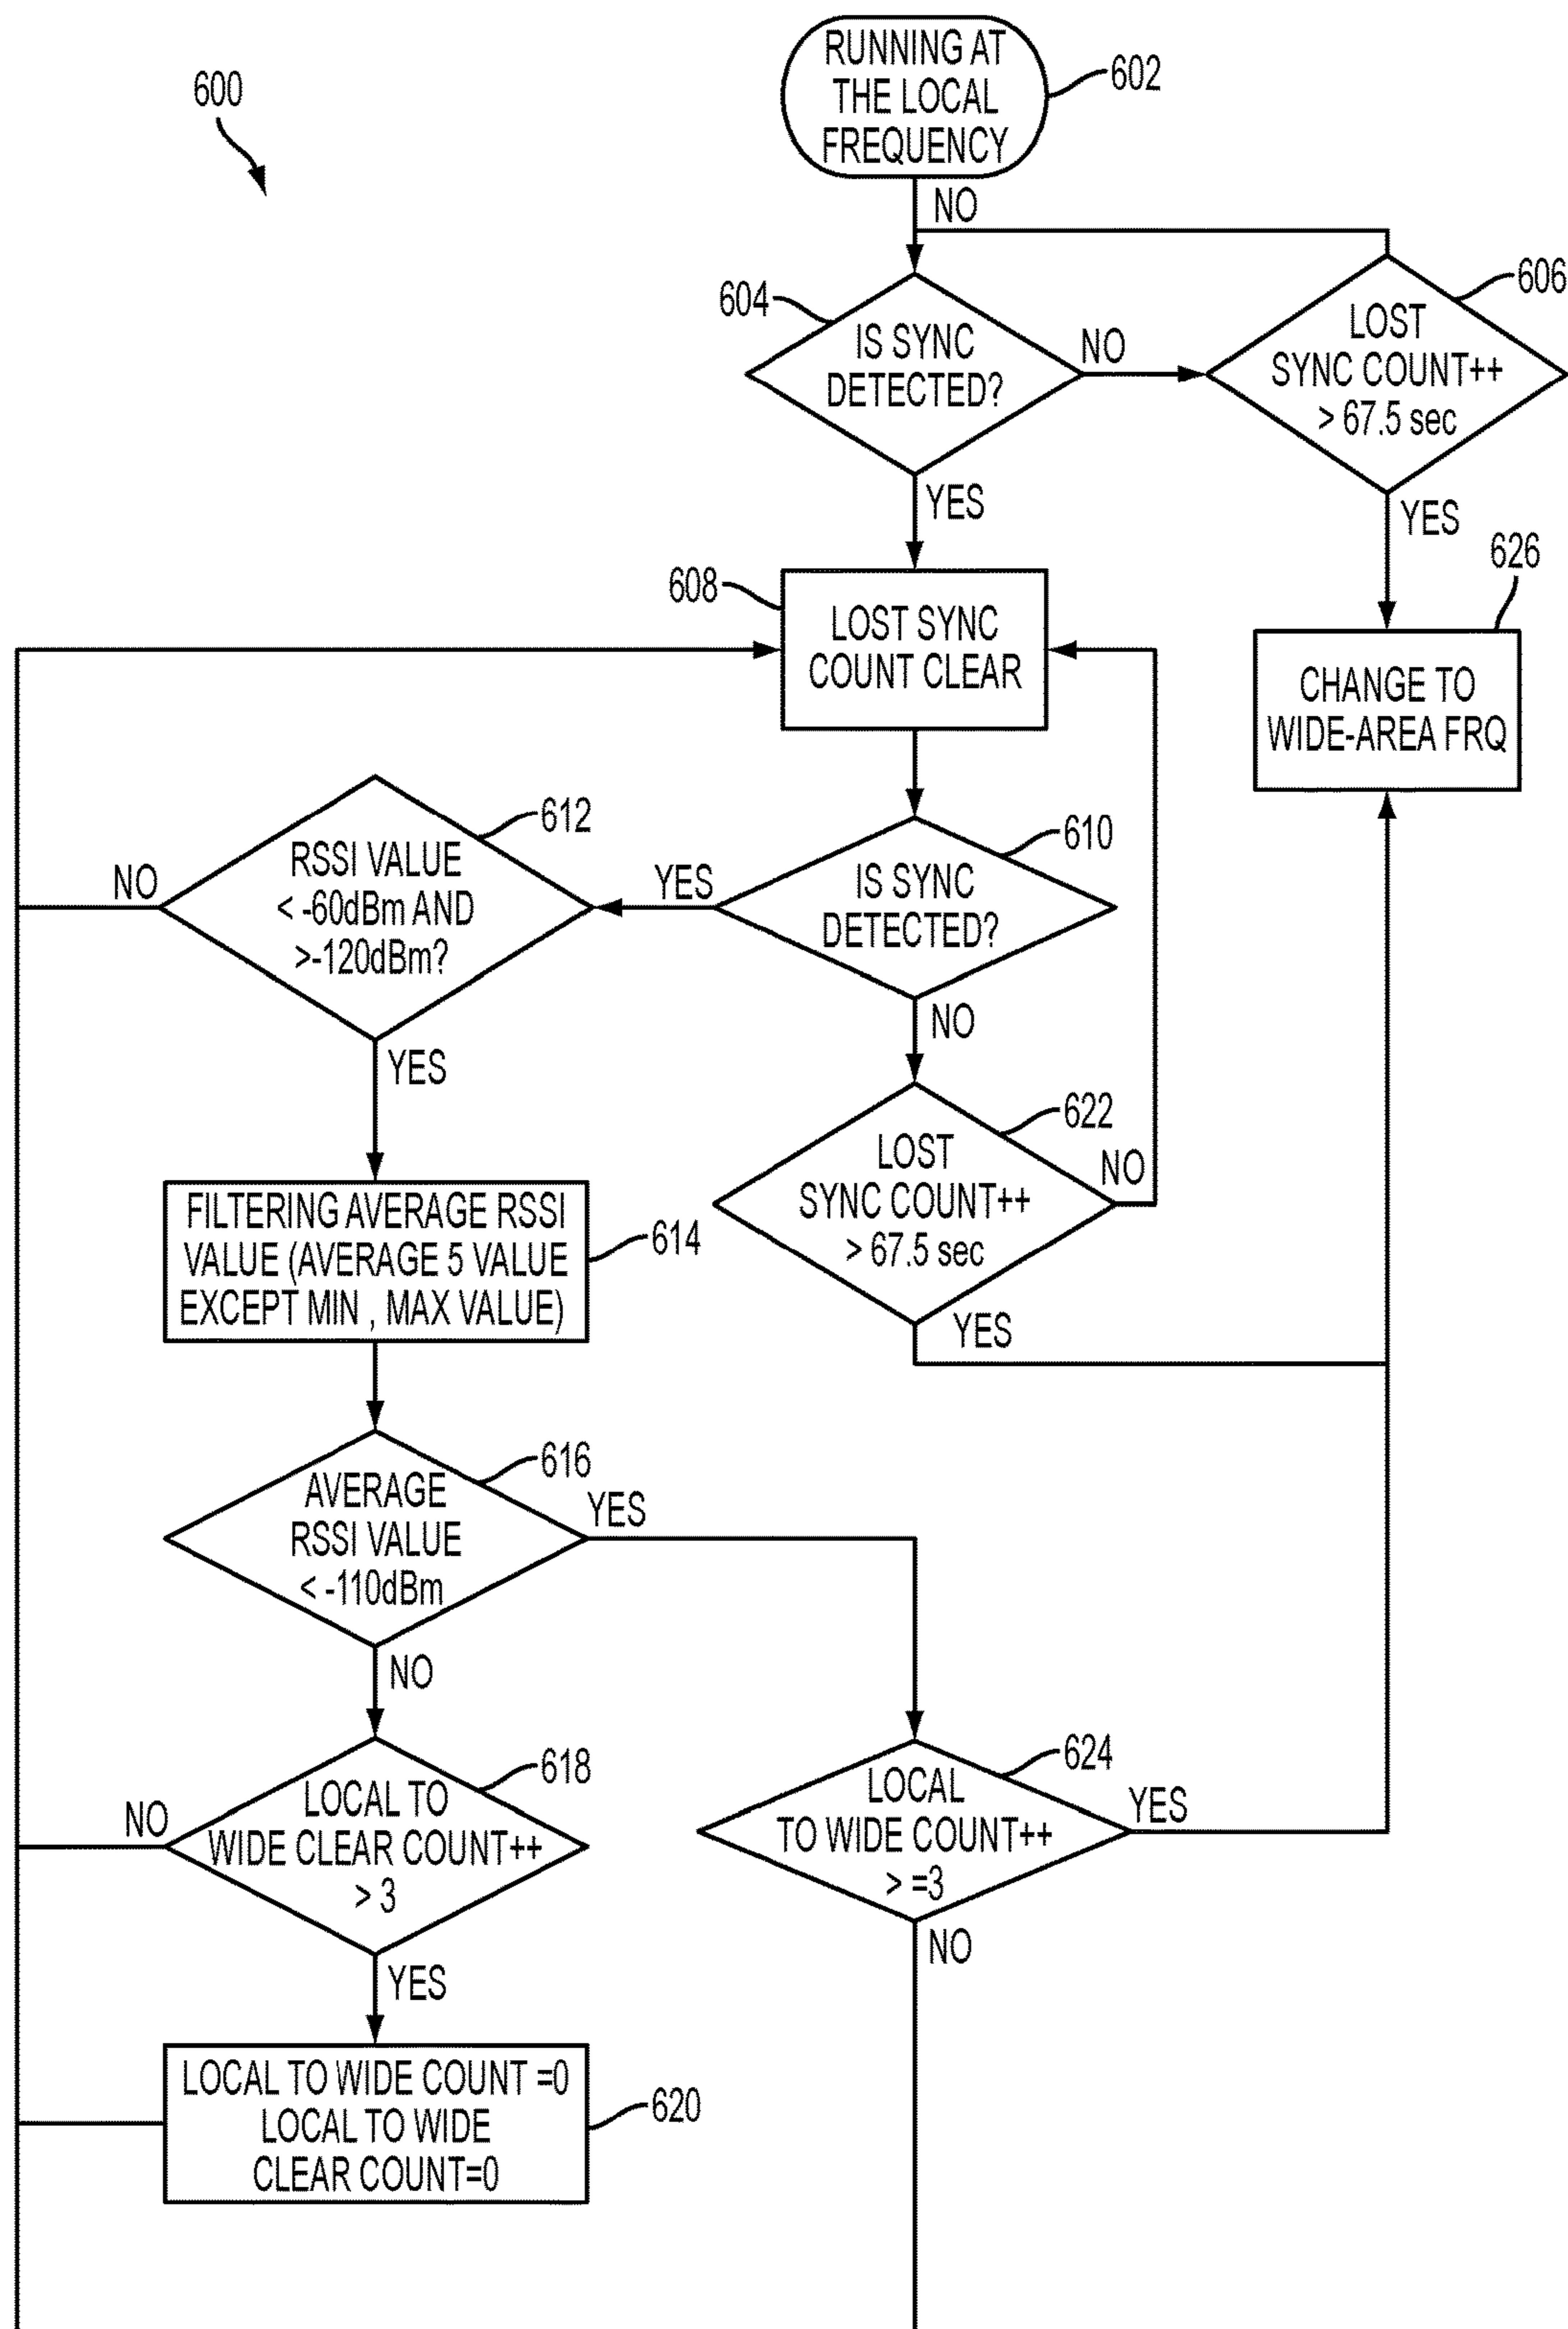 600
RUNNING AT
THE LOCAL
FREQUENCY
602
NO
604
IS SYNC
DETECTED?
NO
606
LOST
SYNC COUNT++
> 67.5 sec
YES
YES
626
608
LOST SYNC
COUNT CLEAR
CHANGE TO
WIDE-AREA FRQ
612
RSSI VALUE
< -60dBm AND
>-120dBm?
NO
YES
610
IS SYNC
DETECTED?
YES
NO
622
LOST
SYNC COUNT++
> 67.5 sec
NO
YES
FILTERING AVERAGE RSSI
VALUE (AVERAGE 5 VALUE
EXCEPT MIN , MAX VALUE)
614
616
AVERAGE
RSSI VALUE
< -110dBm
YES
NO
618
LOCAL TO
WIDE CLEAR COUNT++
> 3
NO
YES
624
LOCAL
TO WIDE COUNT++
> =3
YES
NO
LOCAL TO WIDE COUNT =0
LOCAL TO WIDE
CLEAR COUNT=0
620